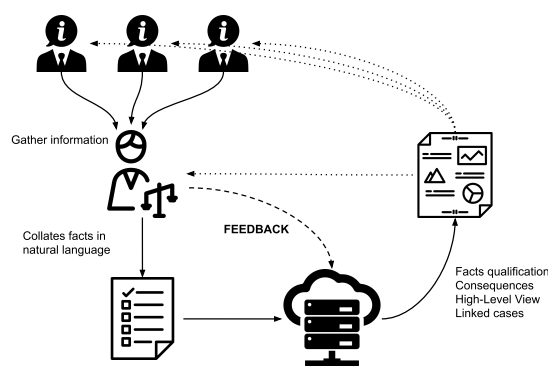 i i i
Gather information
FEEDBACK
Collates facts in
natural language
Facts qualification
Consequences
High-Level View
Linked cases